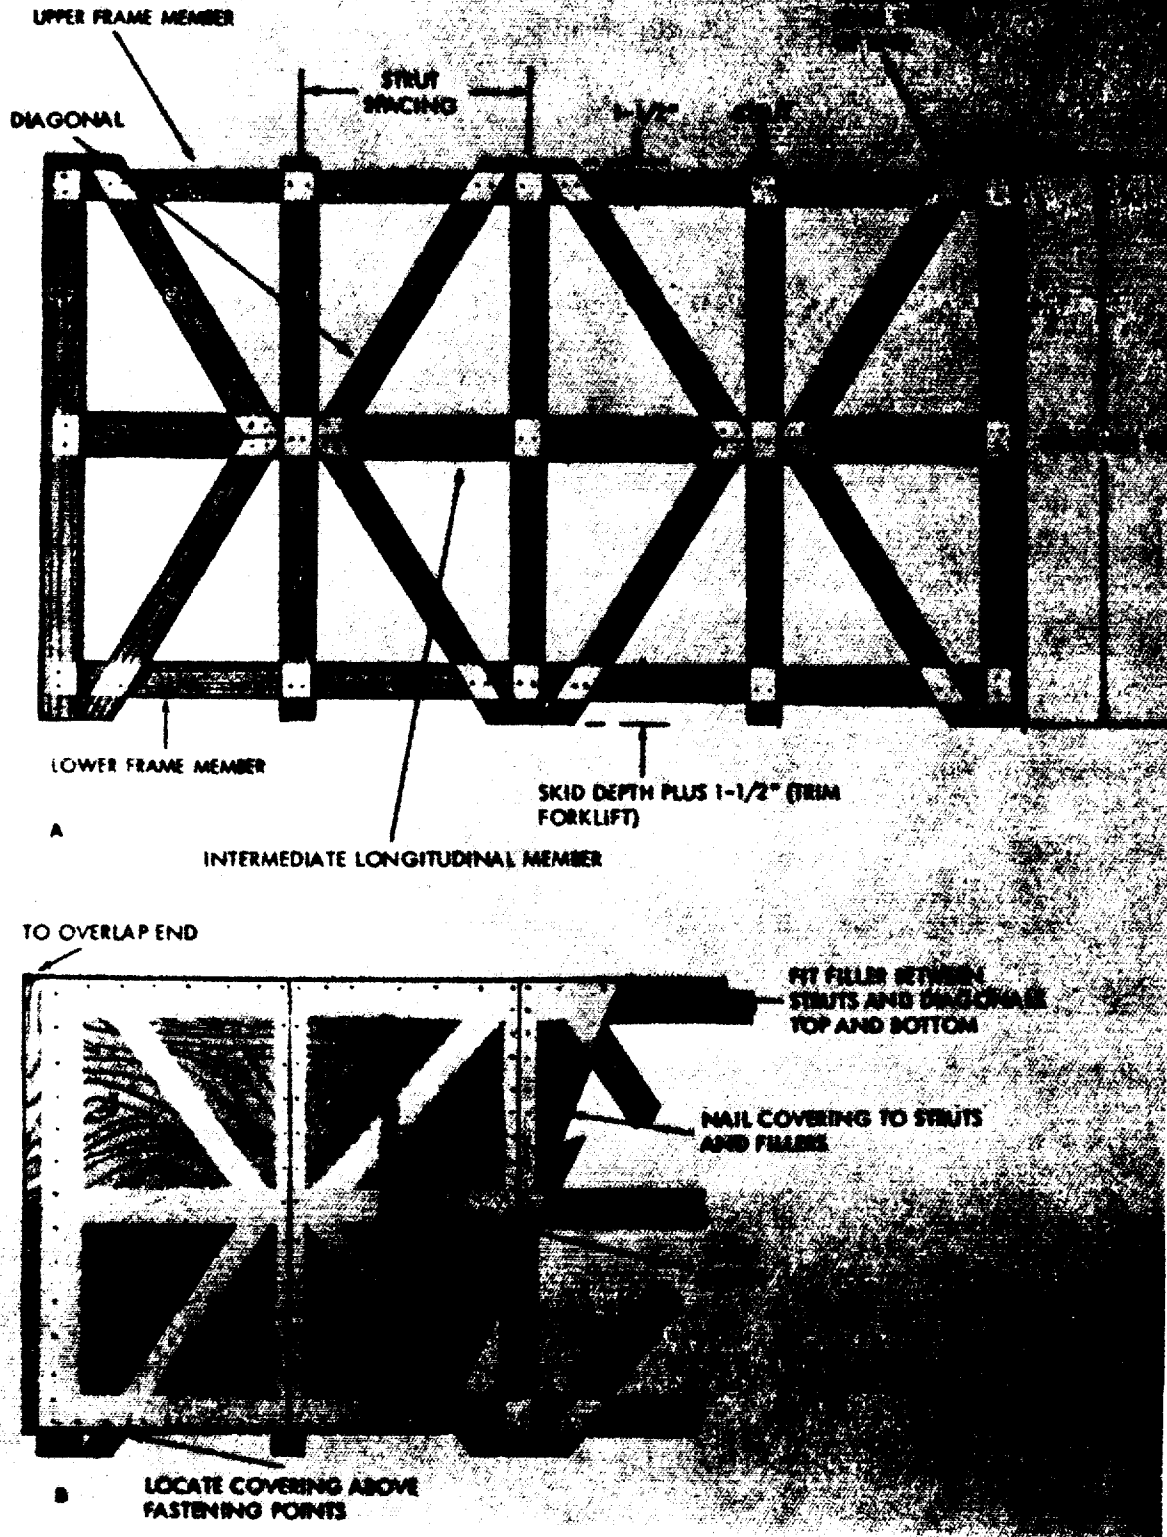 UPPER FRAME MEMBER
STRUT
SPACING
DIAGONAL
1-1/2"
STRUT
LOWER FRAME MEMBER
SKID DEPTH PLUS 1-1/2" (TRIM
FORKLIFT)
A
INTERMEDIATE LONGITUDINAL MEMBER
TO OVERLAP END
FIT FILLER BETWEEN
STRUTS AND DIAGONALS
TOP AND BOTTOM
NAIL COVERING TO STRUTS
AND FILLERS
LOCATE COVERING ABOVE
FASTENING POINTS
B